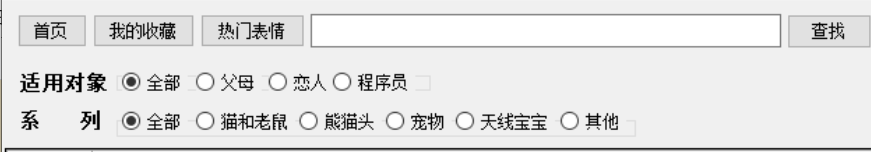 首页 我的收藏 热门表情 查找
适用对象 全部 父母 恋人 程序员
系 列 全部 猫和老鼠 熊猫头 宠物 天线宝宝 其他